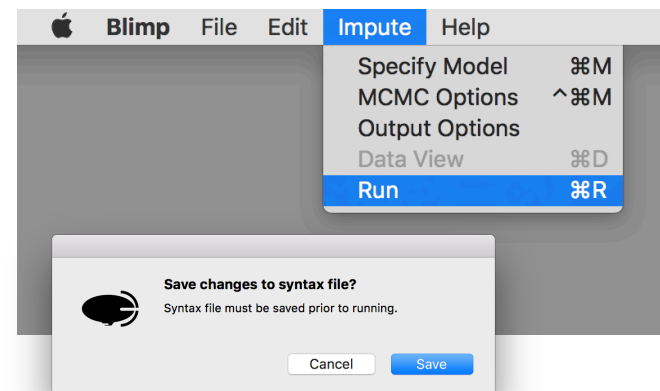 Blimp File Edit Impute Help
Specify Model ⌘M
MCMC Options ^⌘M
Output Options
Data View ⌘D
Run ⌘R
Save changes to syntax file?
Syntax file must be saved prior to running.
Cancel Save